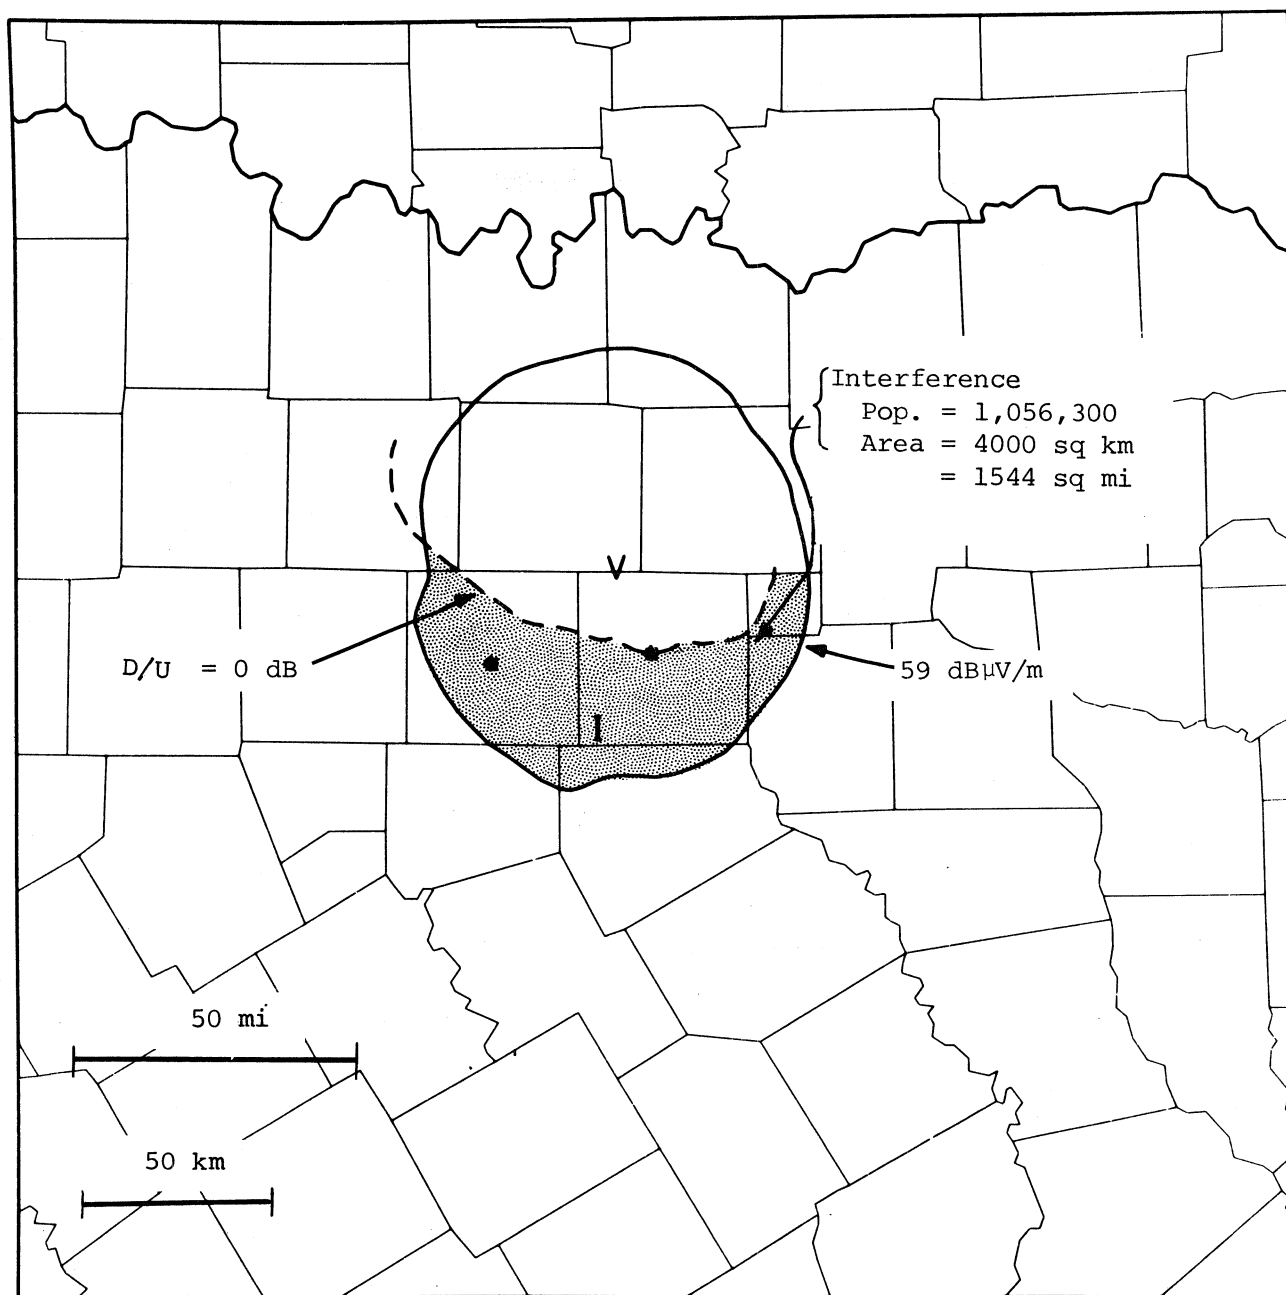 Interference
Pop. = 1,056,300
Area = 4000 sq km
= 1544 sq mi
V
D/U = 0 dB
59 dBµV/m
I
50 mi
50 km